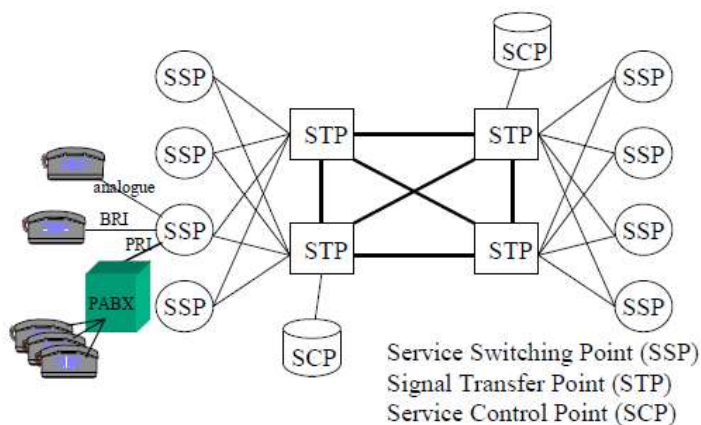 SCP
SSP
SSP
STP
STP
SSP
SSP
analogue
BRI
SSP
SSP
PRI
STP
STP
PABX
SSP
SSP
SCP
Service Switching Point (SSP)
Signal Transfer Point (STP)
Service Control Point (SCP)